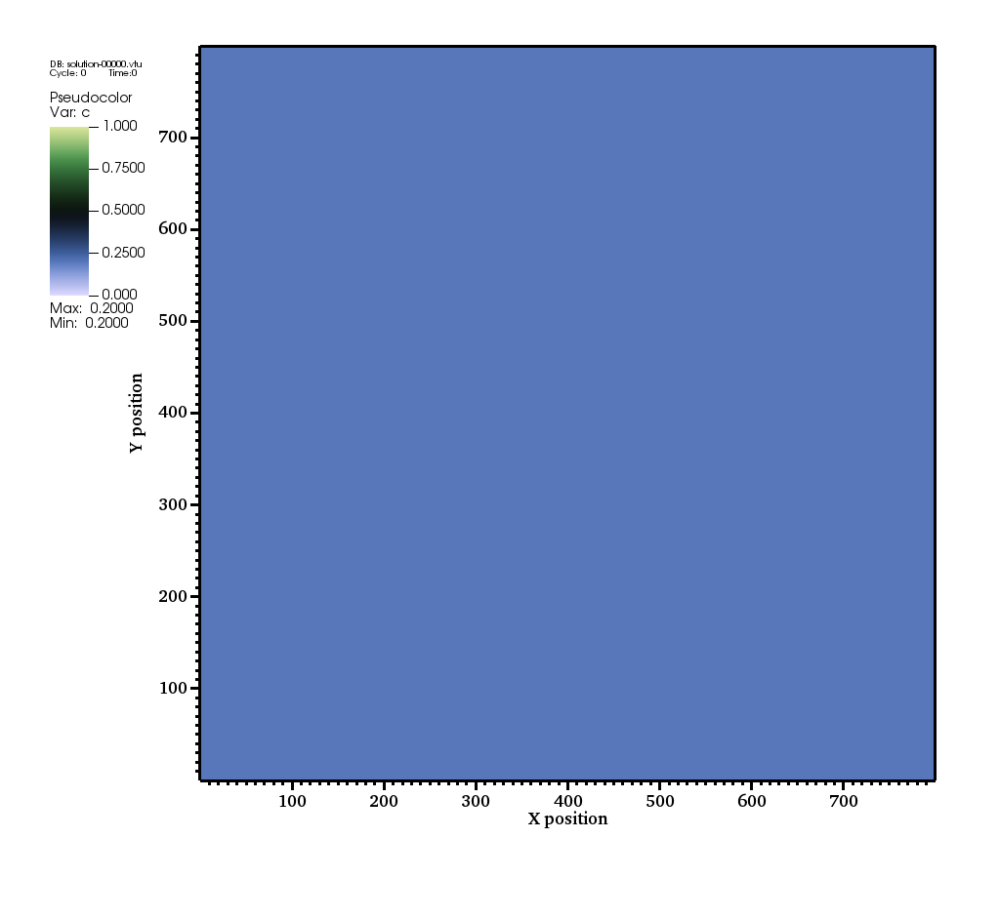 DB: solution-00000.vtu
Cycle: 0 Time:0
Pseudocolor
Var: c
1.000
0.7500
0.5000
0.2500
0.000
Max: 0.2000
Min: 0.2000
Y position
700
600
500
400
300
200
100
100 200 300 400 500 600 700
X position